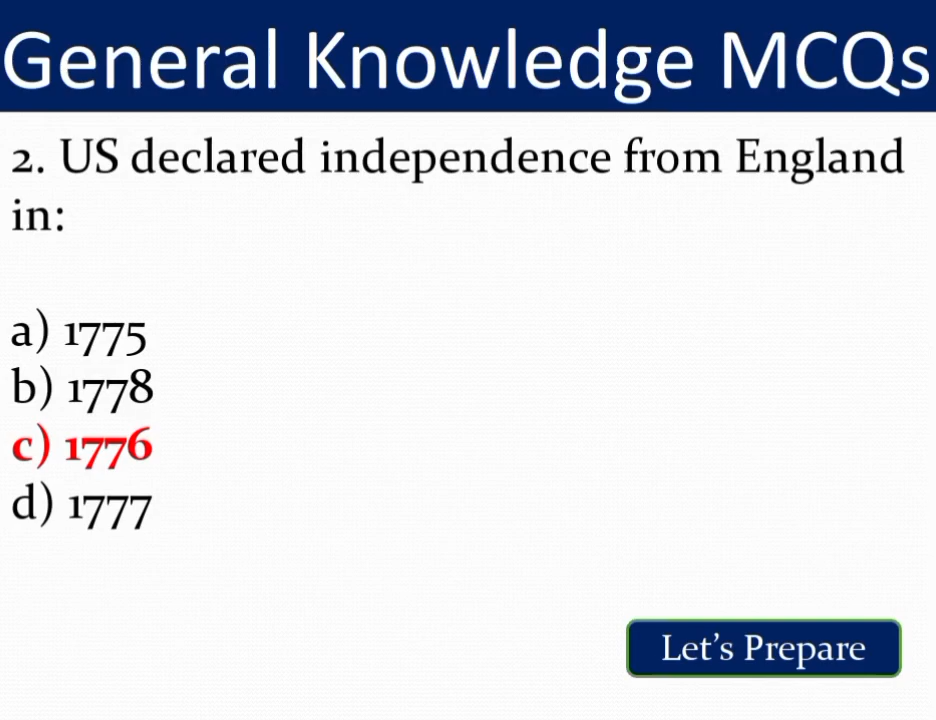 General Knowledge MCQs
2. US declared independence from England
in:
a) 1775
b) 1778
c) 1776
d) 1777
Let's Prepare